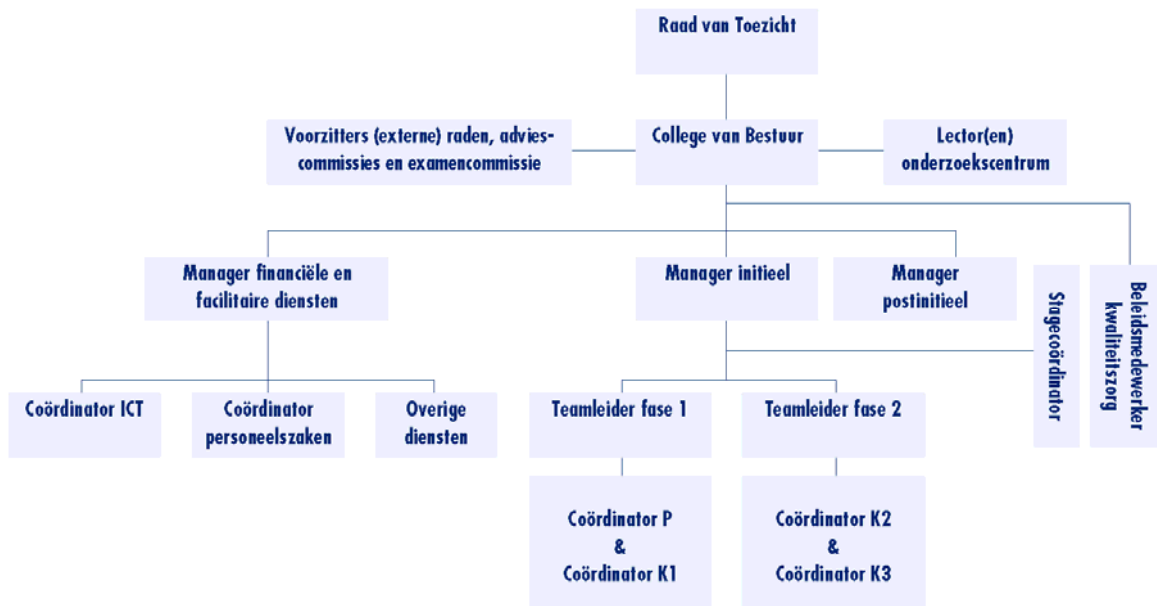 Raad van Toezicht
Voorzitters (externe) raden, advies-
commissies en examencommissie
College van Bestuur
Lector(en)
onderzoekscentrum
Manager financiële en
facilitaire diensten
Manager initieel
Manager
postinitieel
Stagecoördinator
Beleidsmedewerker
kwaliteitszorg
Coördinator ICT
Coördinator
personeelszaken
Overige
diensten
Teamleider fase 1
Teamleider fase 2
Coördinator P
&
Coördinator K1
Coördinator K2
&
Coördinator K3